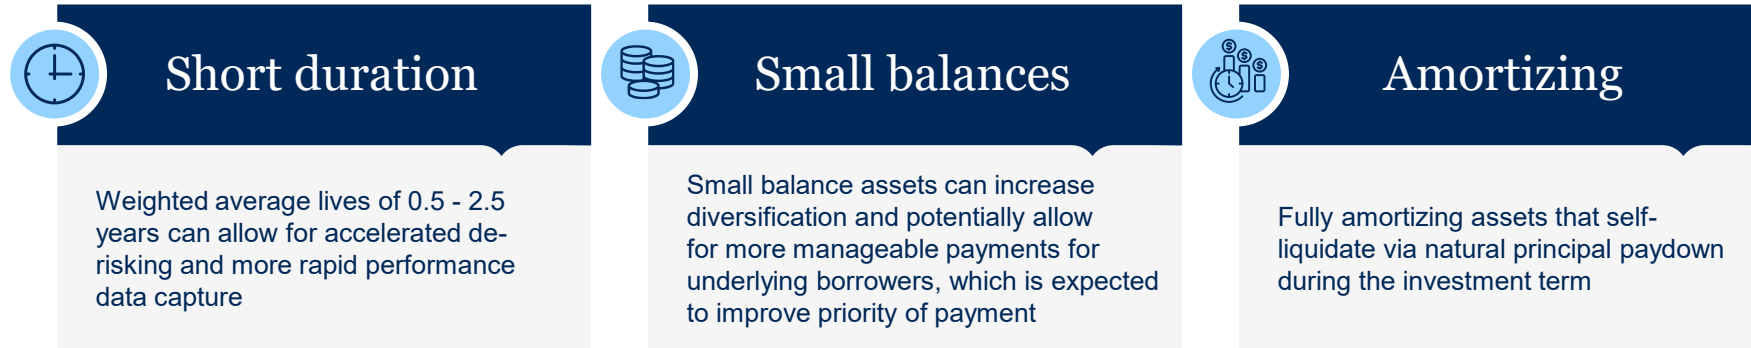 Short duration
Weighted average lives of 0.5 - 2.5
years can allow for accelerated de-
risking and more rapid performance
data capture
Small balances
Small balance assets can increase
diversification and potentially allow
for more manageable payments for
underlying borrowers, which is expected
to improve priority of payment
$
$
$
Amortizing
Fully amortizing assets that self-
liquidate via natural principal paydown
during the investment term